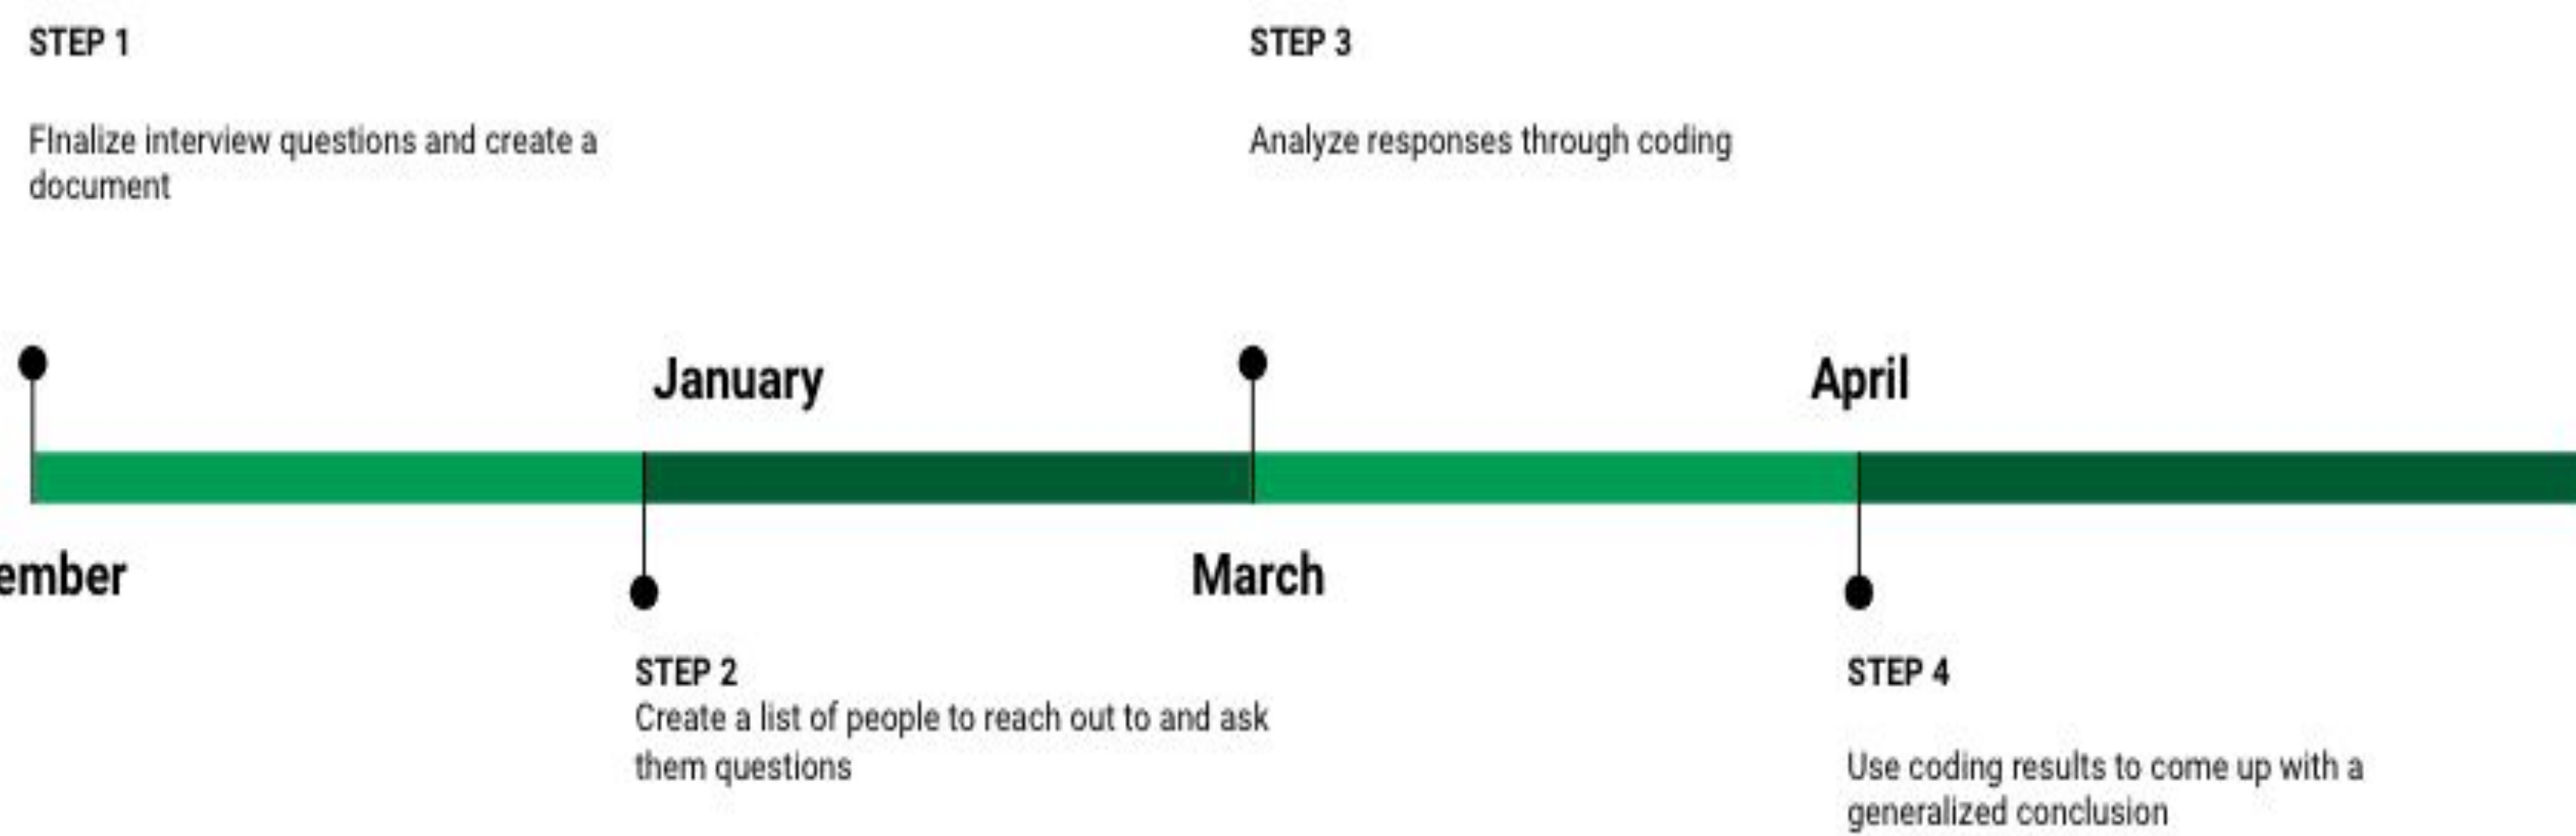 STEP 1
FInalize interview questions and create a
document
STEP 3
Analyze responses through coding
January
April
ember
March
STEP 2
Create a list of people to reach out to and ask
them questions
STEP 4
Use coding results to come up with a
generalized conclusion